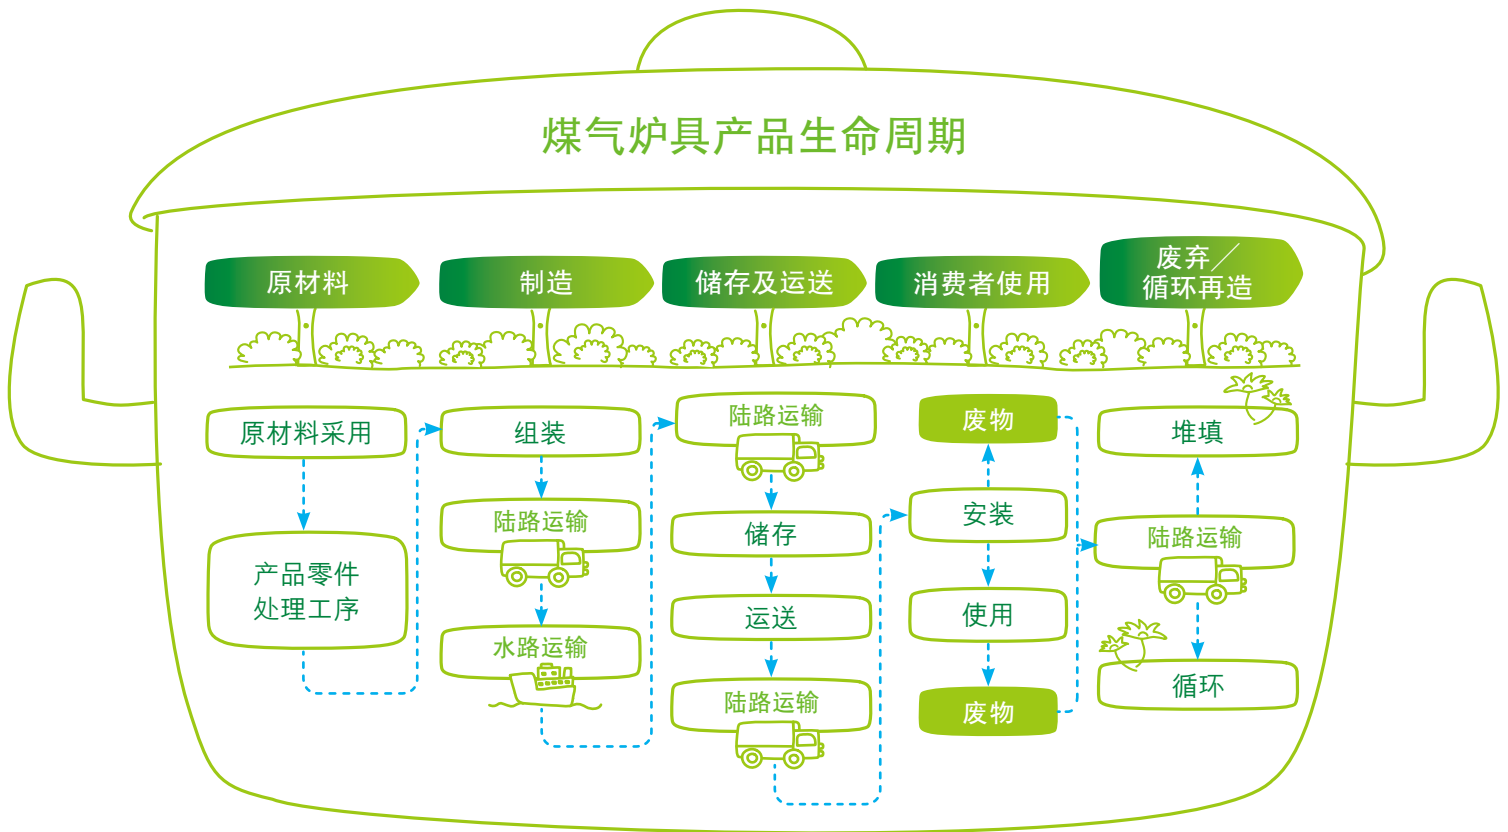 煤气炉具产品生命周期
原材料
制造
储存及运送
消费者使用
废弃／
循环再造
原材料采用
产品零件
处理工序
组装
陆路运输
水路运输
陆路运输
储存
运送
陆路运输
废物
安装
使用
废物
堆填
陆路运输
循环